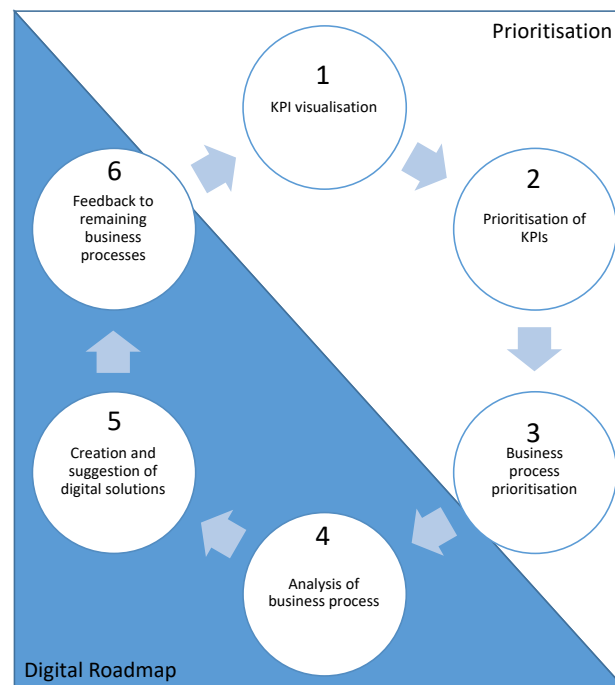 Prioritisation
1
KPI visualisation
2
Prioritisation of
KPIs
3
Business
process
prioritisation
4
Analysis of
business process
5
Creation and
suggestion of
digital solutions
6
Feedback to
remaining
business
processes
Digital Roadmap